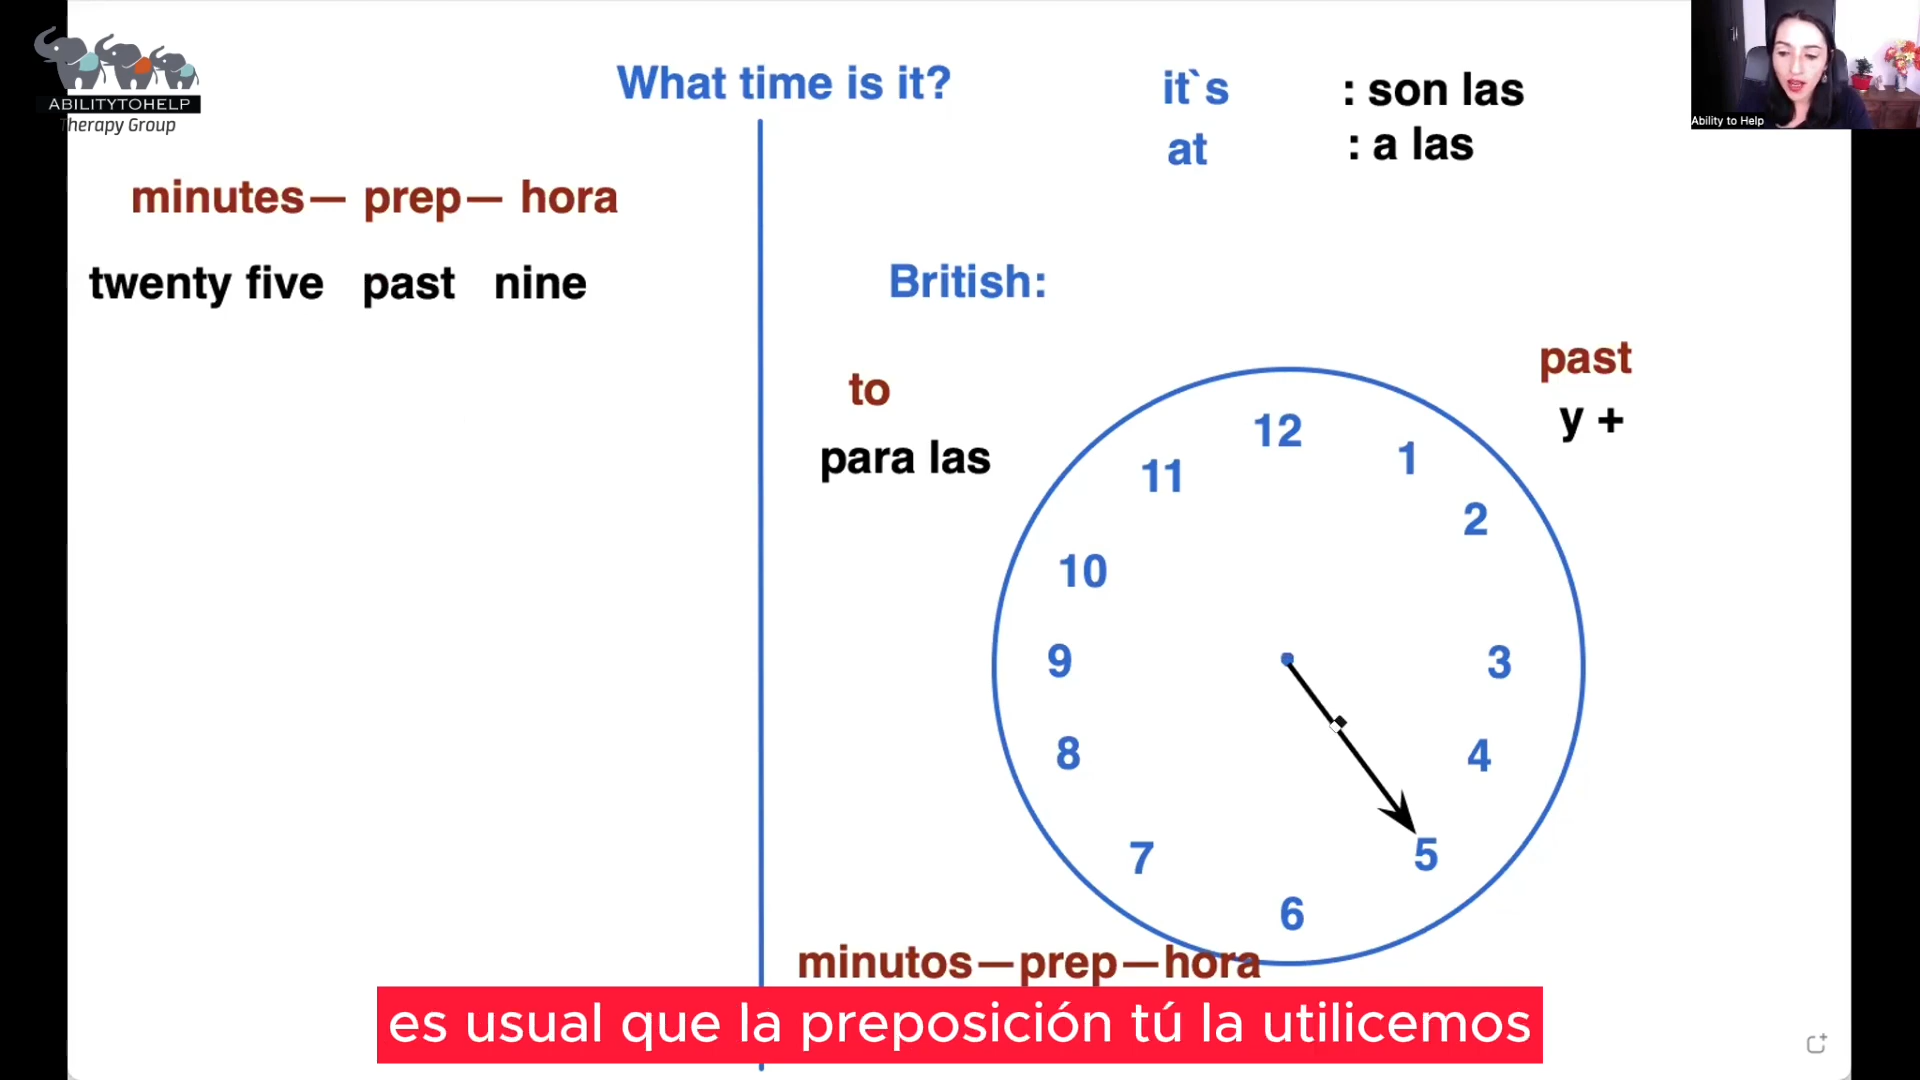 ABILITYTOHELP
Therapy Group
What time is it?
it`s : son las
at : a las
Ability to Help
minutes— prep— hora
twenty five past nine
British:
to
para las
past
y +
12
11
1
2
10
9
3
8
4
7
5
6
minutos—prep—hora
es usual que la preposición tú la utilicemos